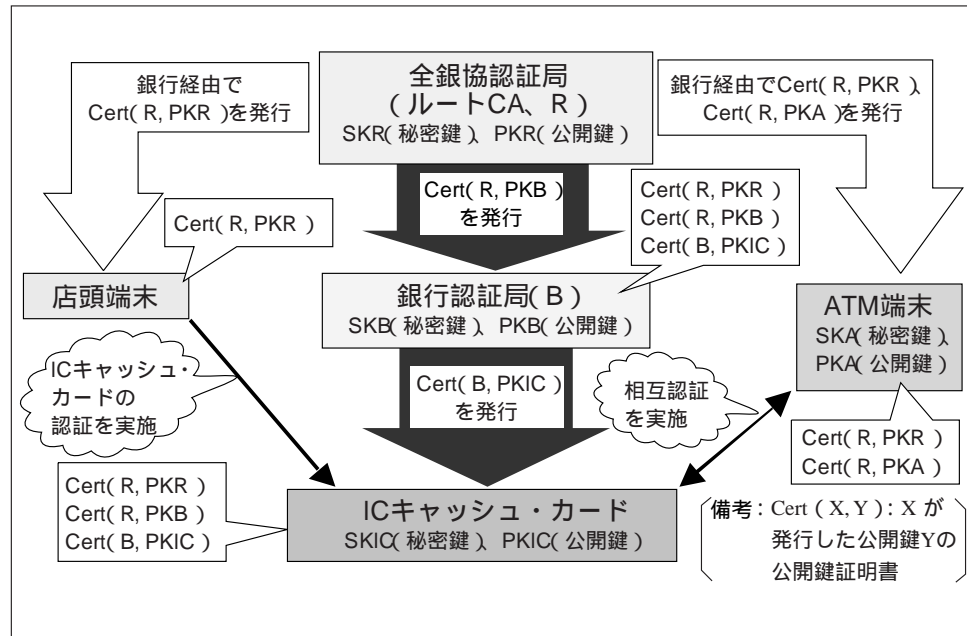 銀行経由で
Cert(R, PKR)を発行
全銀協認証局
(ルートCA、R)
SKR(秘密鍵)、PKR(公開鍵)
銀行経由でCert(R, PKR)、
Cert(R, PKA)を発行
Cert(R, PKB)
を発行
Cert(R, PKR)
Cert(R, PKB)
Cert(B, PKIC)
Cert(R, PKR)
店頭端末
銀行認証局(B)
SKB(秘密鍵)、PKB(公開鍵)
ATM端末
SKA(秘密鍵)、
PKA(公開鍵)
ICキャッシュ・
カードの
認証を実施
Cert(B, PKIC)
を発行
相互認証
を実施
Cert(R, PKR)
Cert(R, PKA)
Cert(R, PKR)
Cert(R, PKB)
Cert(B, PKIC)
ICキャッシュ・カード
SKIC(秘密鍵)、PKIC(公開鍵)
備考:Cert(X, Y):Xが
発行した公開鍵Yの
公開鍵証明書